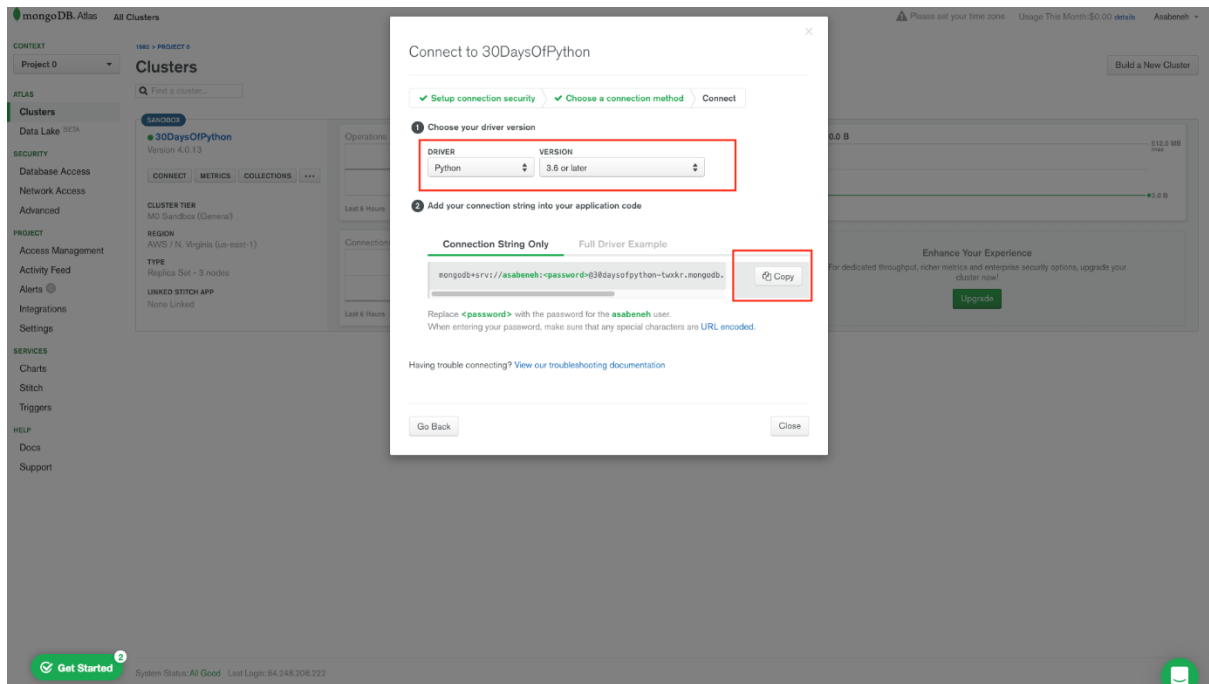 mongoDB. Atlas All Clusters
Please set your time zone Usage This Month:$0.00 details Asabeneh
CONTEXT
Project 0
1660 > PROJECT 0
Clusters
Build a New Cluster
Find a cluster...
ATLAS
Clusters
Data Lake BETA
SECURITY
Database Access
Network Access
Advanced
PROJECT
Access Management
Activity Feed
Alerts
Integrations
Settings
SERVICES
Charts
Stitch
Triggers
HELP
Docs
Support
SANDBOX
30DaysOfPython
Version 4.0.13
CONNECT METRICS COLLECTIONS •••
CLUSTER TIER
M0 Sandbox (General)
REGION
AWS / N. Virginia (us-east-1)
TYPE
Replica Set - 3 nodes
LINKED STITCH APP
None Linked
Operations
Last 6 Hours
Connections
Last 6 Hours
Connect to 30DaysOfPython
Setup connection security Choose a connection method Connect
1 Choose your driver version
DRIVER VERSION
Python 3.6 or later
2 Add your connection string into your application code
Connection String Only Full Driver Example
mongodb+srv://asabeneh:<password>@30daysofpython-twxkr.mongodb.
Copy
Replace <password> with the password for the asabeneh user.
When entering your password, make sure that any special characters are URL encoded.
Having trouble connecting? View our troubleshooting documentation
Go Back Close
0.0 B
512.0 MB
max
0.0 B
Enhance Your Experience
For dedicated throughput, richer metrics and enterprise security options, upgrade your
cluster now!
Upgrade
Get Started 2
System Status: All Good Last Login: 84.248.208.222